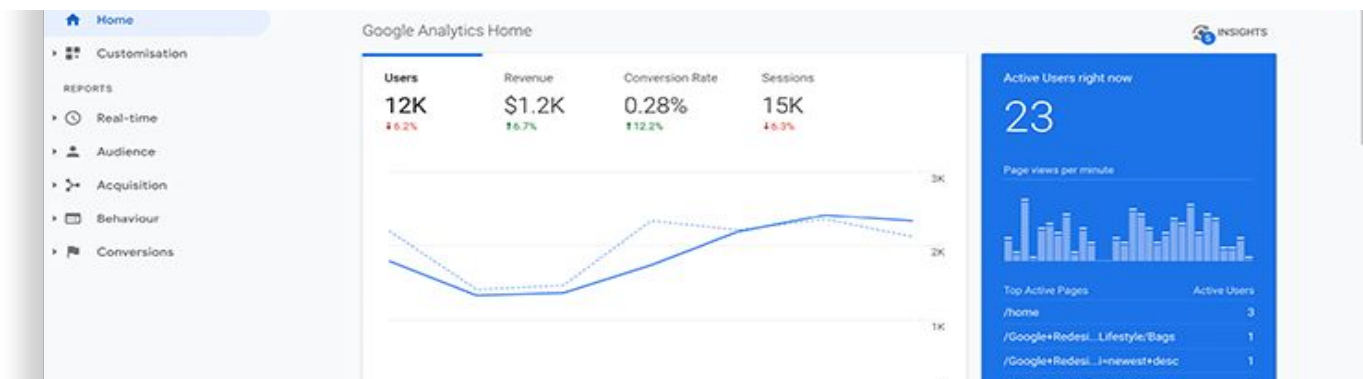 Home
Customisation
REPORTS
Real-time
Audience
Acquisition
Behaviour
Conversions
Google Analytics Home
INSIGHTS
5
Users
12K
6.2%
Revenue
$1.2K
6.7%
Conversion Rate
0.28%
12.2%
Sessions
15K
6.3%
3K
2K
1K
Active Users right now
23
Page views per minute
Top Active Pages Active Users
/home 3
/Google+Redesi...Lifestyle/Bags 1
/Google+Redesi...i=newest+desc 1